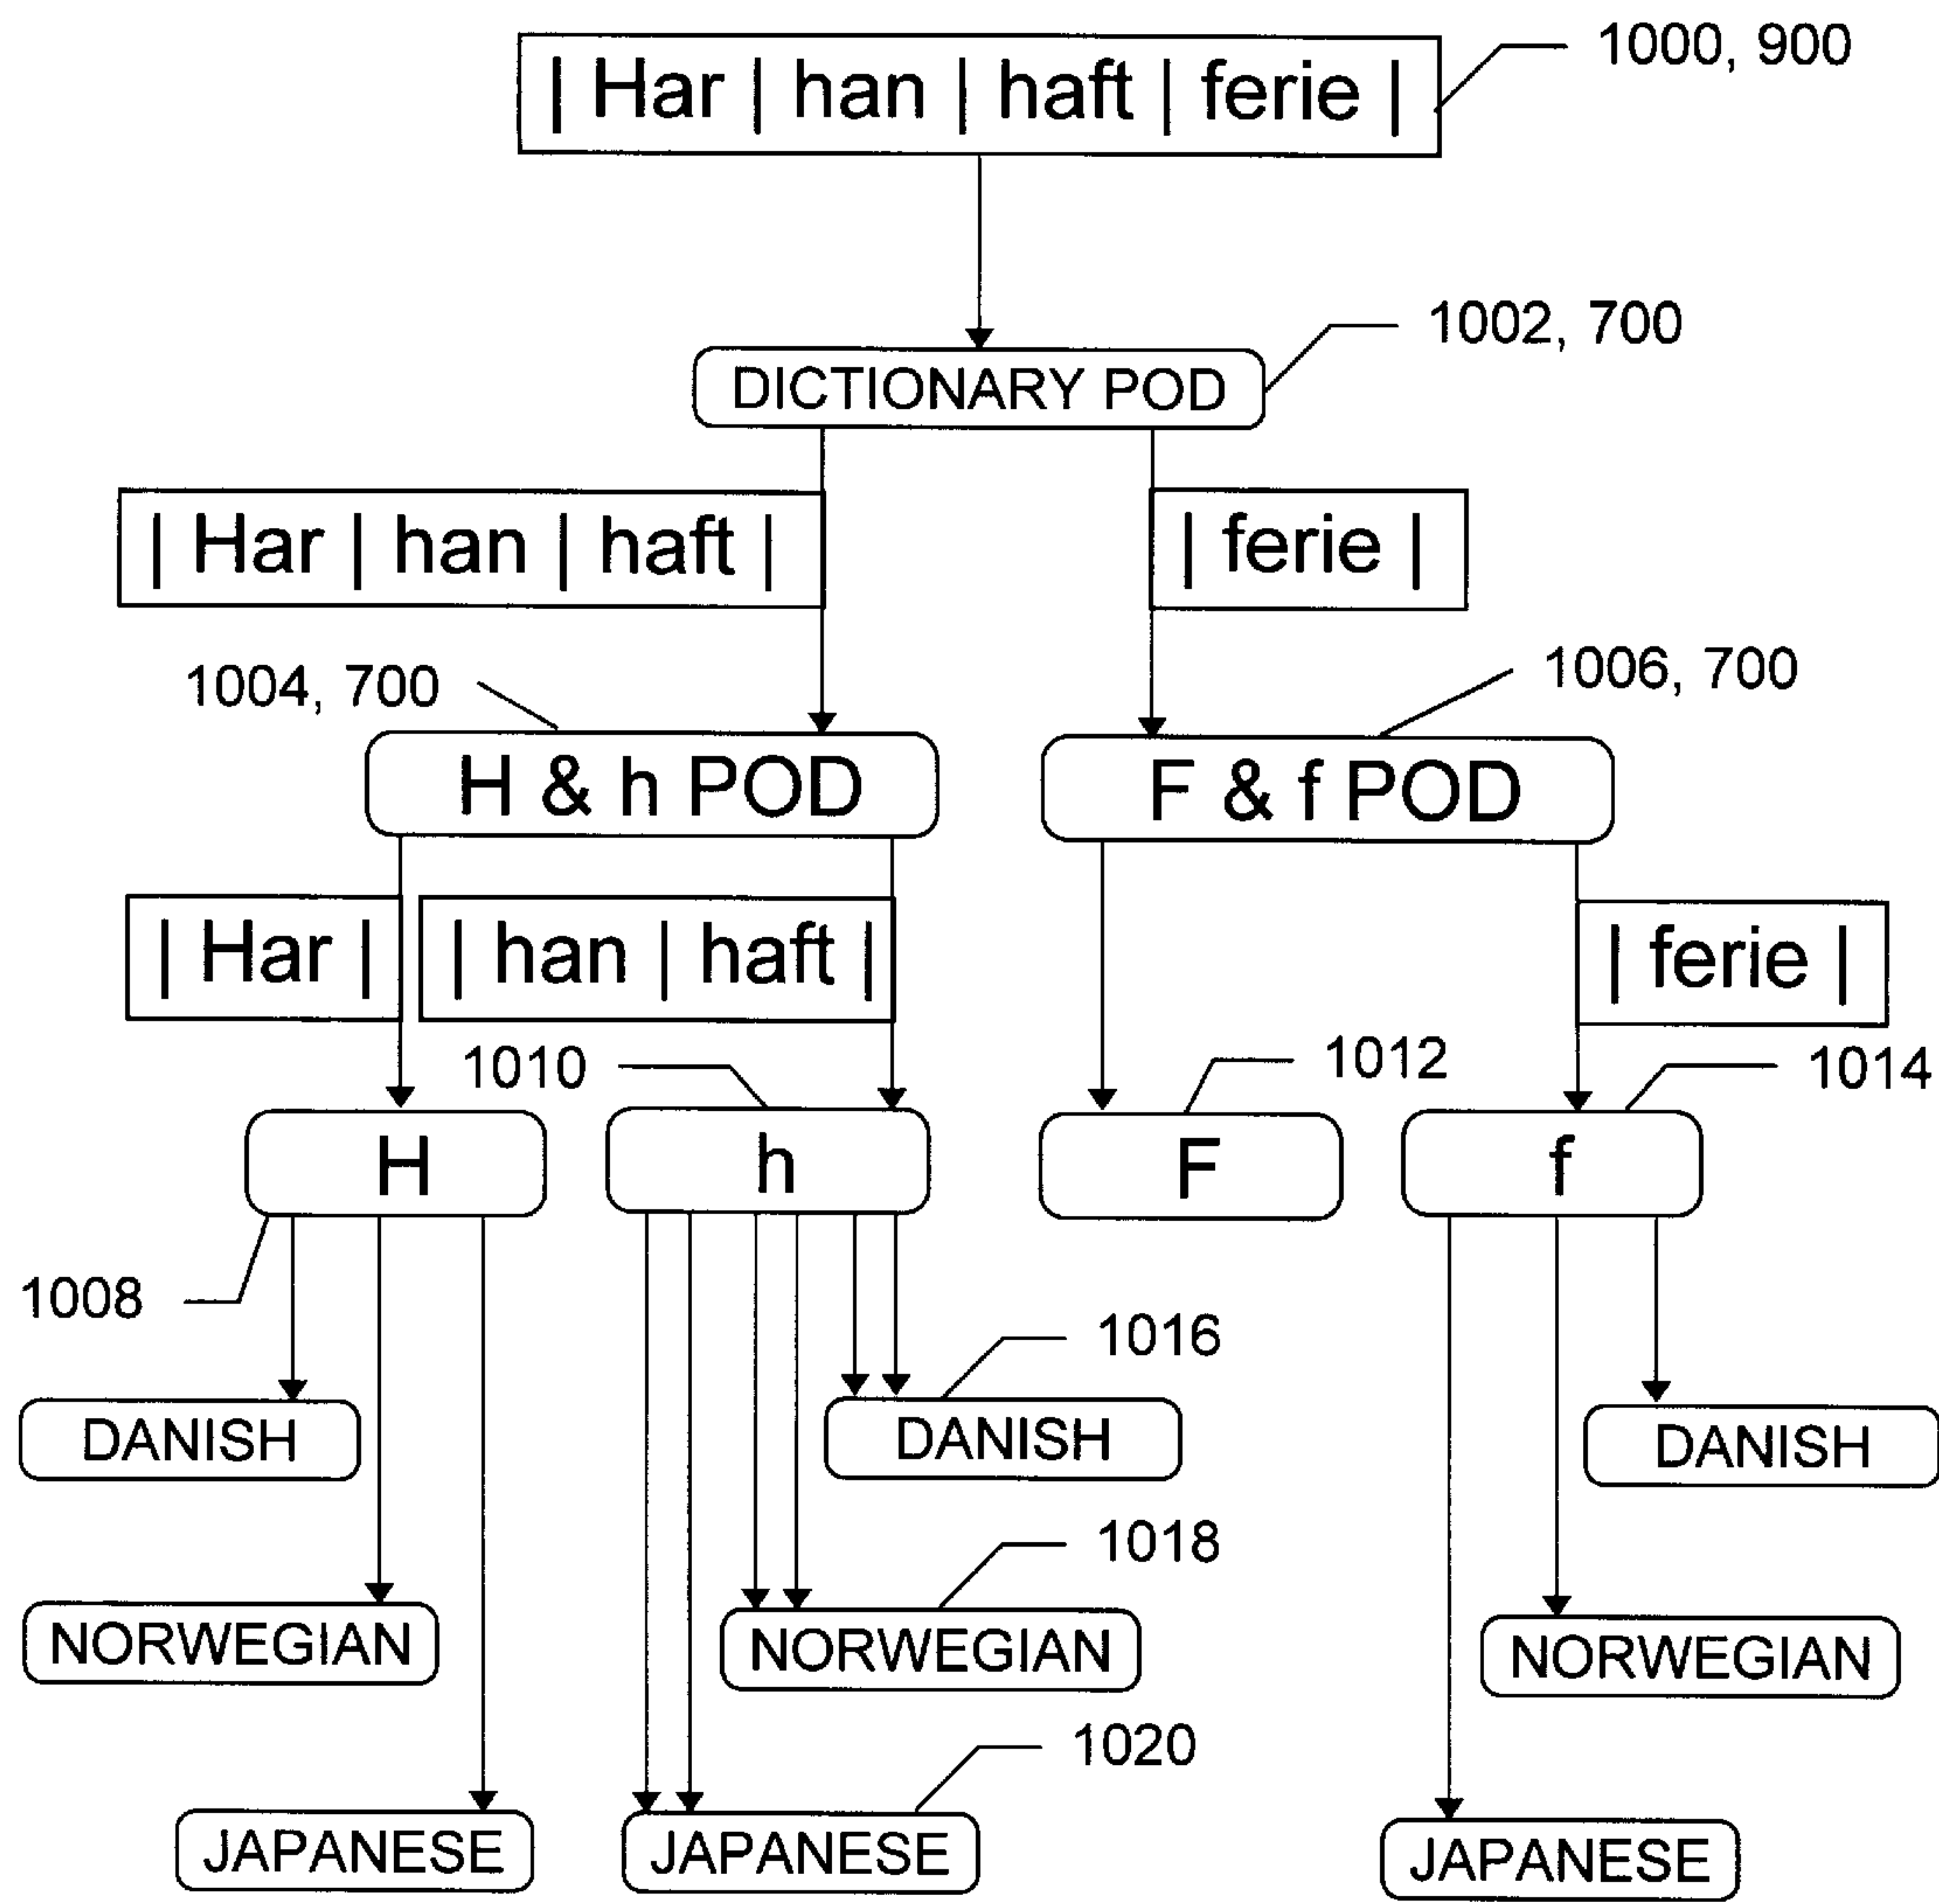 | Har | han | haft | ferie |
1000, 900
1002, 700
DICTIONARY POD
| Har | han | haft |
| ferie |
1004, 700
1006, 700
H & h POD
F & f POD
| Har |
| han | haft |
| ferie |
1010
1012
1014
H
h
F
f
1008
1016
DANISH
DANISH
DANISH
1018
NORWEGIAN
NORWEGIAN
NORWEGIAN
1020
JAPANESE
JAPANESE
JAPANESE